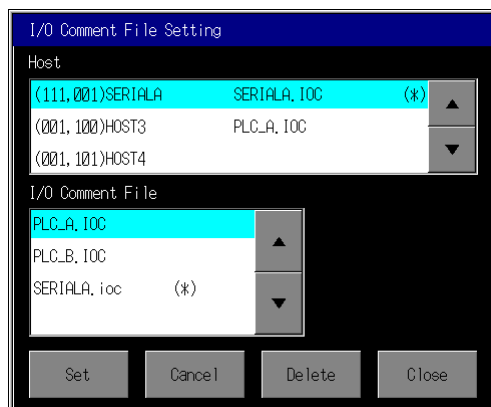 I/O Comment File Setting
Host
(111,001)SERIALA SERIALA.IOC (*)
(001,100)HOST3 PLC_A.IOC
(001,101)HOST4
I/O Comment File
PLC_A.IOC
PLC_B.IOC
SERIALA.ioc (*)
Set Cancel Delete Close